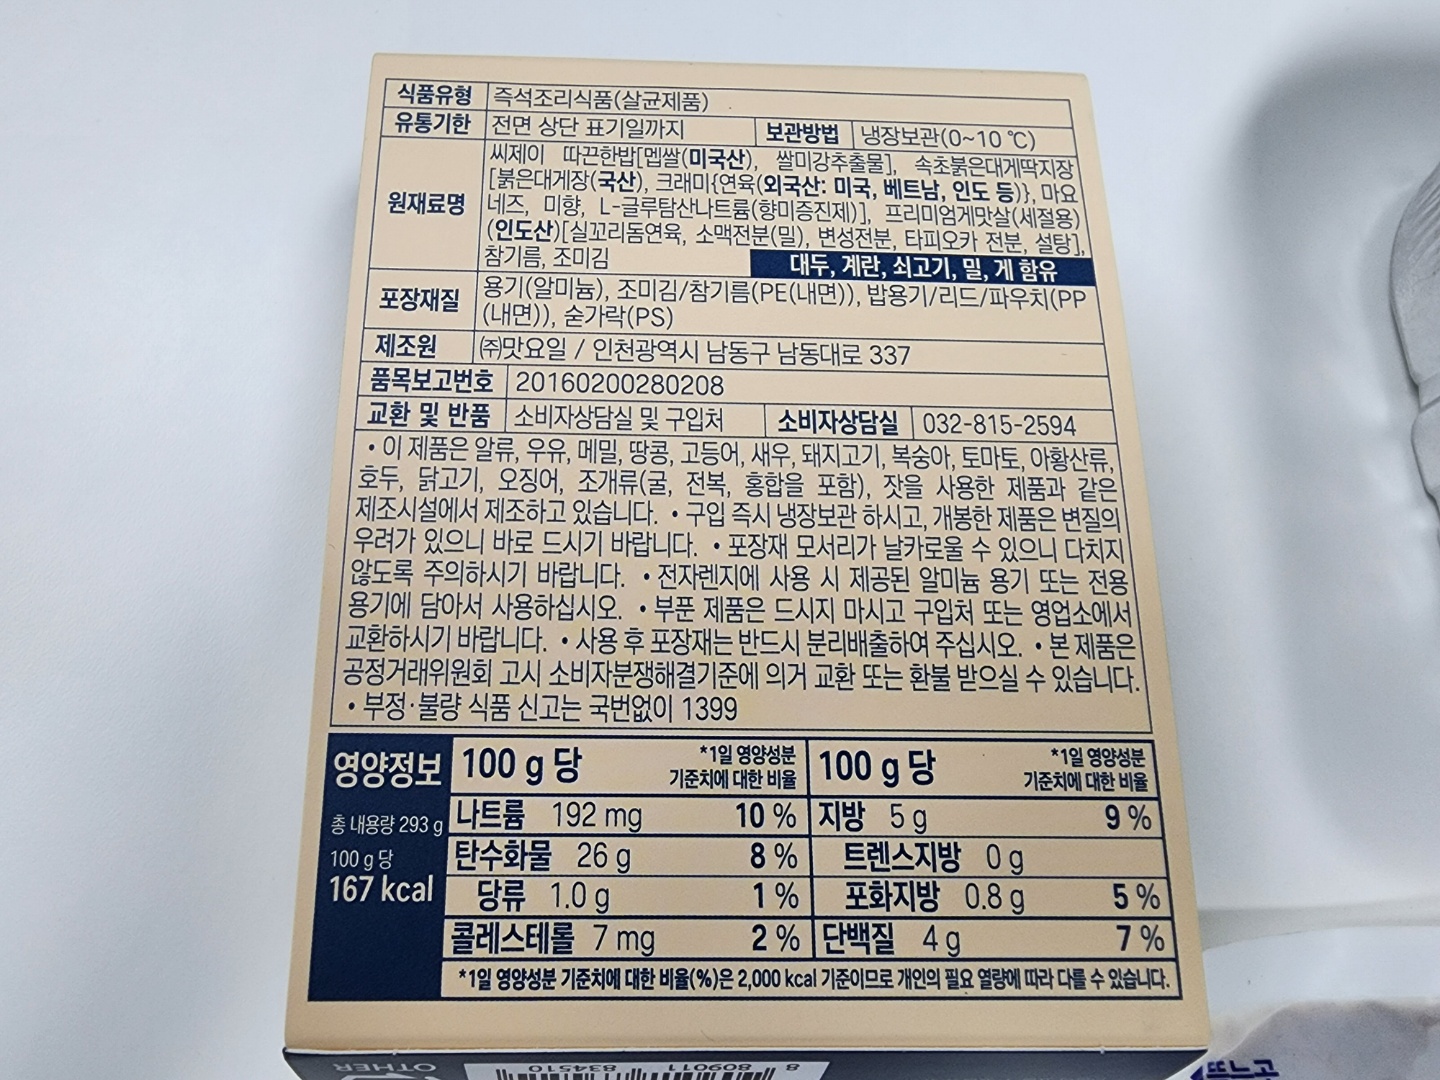 식품유형 즉석조리식품(살균제품)
유통기한 전면 상단 표기일까지 보관방법 냉장보관(0~10 ℃)
원재료명
씨제이 따끈한밥[멥쌀(미국산), 쌀미강추출물], 속초붉은대게딱지장
[붉은대게장(국산), 크래미{연육(외국산: 미국, 베트남, 인도 등)}, 마요
네즈, 미향, L-글루탐산나트륨(향미증진제)], 프리미엄게맛살(세절용)
(인도산)[실꼬리돔연육, 소맥전분(밀), 변성전분, 타피오카 전분, 설탕],
참기름, 조미김
대두, 계란, 쇠고기, 밀, 게 함유
포장재질
용기(알미늄), 조미김/참기름(PE(내면)), 밥용기/리드/파우치(PP
(내면)), 숟가락(PS)
제조원 ㈜맛요일 / 인천광역시 남동구 남동대로 337
품목보고번호 20160200280208
교환 및 반품 소비자상담실 및 구입처 소비자상담실 032-815-2594
• 이 제품은 알류, 우유, 메밀, 땅콩, 고등어, 새우, 돼지고기, 복숭아, 토마토, 아황산류,
호두, 닭고기, 오징어, 조개류(굴, 전복, 홍합을 포함), 잣을 사용한 제품과 같은
제조시설에서 제조하고 있습니다. • 구입 즉시 냉장보관 하시고, 개봉한 제품은 변질의
우려가 있으니 바로 드시기 바랍니다. • 포장재 모서리가 날카로울 수 있으니 다치지
않도록 주의하시기 바랍니다. • 전자렌지에 사용 시 제공된 알미늄 용기 또는 전용
용기에 담아서 사용하십시오. • 부푼 제품은 드시지 마시고 구입처 또는 영업소에서
교환하시기 바랍니다. • 사용 후 포장재는 반드시 분리배출하여 주십시오. • 본 제품은
공정거래위원회 고시 소비자분쟁해결기준에 의거 교환 또는 환불 받으실 수 있습니다.
• 부정·불량 식품 신고는 국번없이 1399
영양정보
총 내용량 293 g
100 g 당
167 kcal
100 g 당 *1일 영양성분
기준치에 대한 비율
100 g 당 *1일 영양성분
기준치에 대한 비율
나트륨 192 mg 10 % 지방 5 g 9 %
탄수화물 26 g 8 % 트렌스지방 0 g
당류 1.0 g 1 % 포화지방 0.8 g 5 %
콜레스테롤 7 mg 2 % 단백질 4 g 7 %
*1일 영양성분 기준치에 대한 비율(%)은 2,000 kcal 기준이므로 개인의 필요 열량에 따라 다를 수 있습니다.
OTHER
8 809011 834510